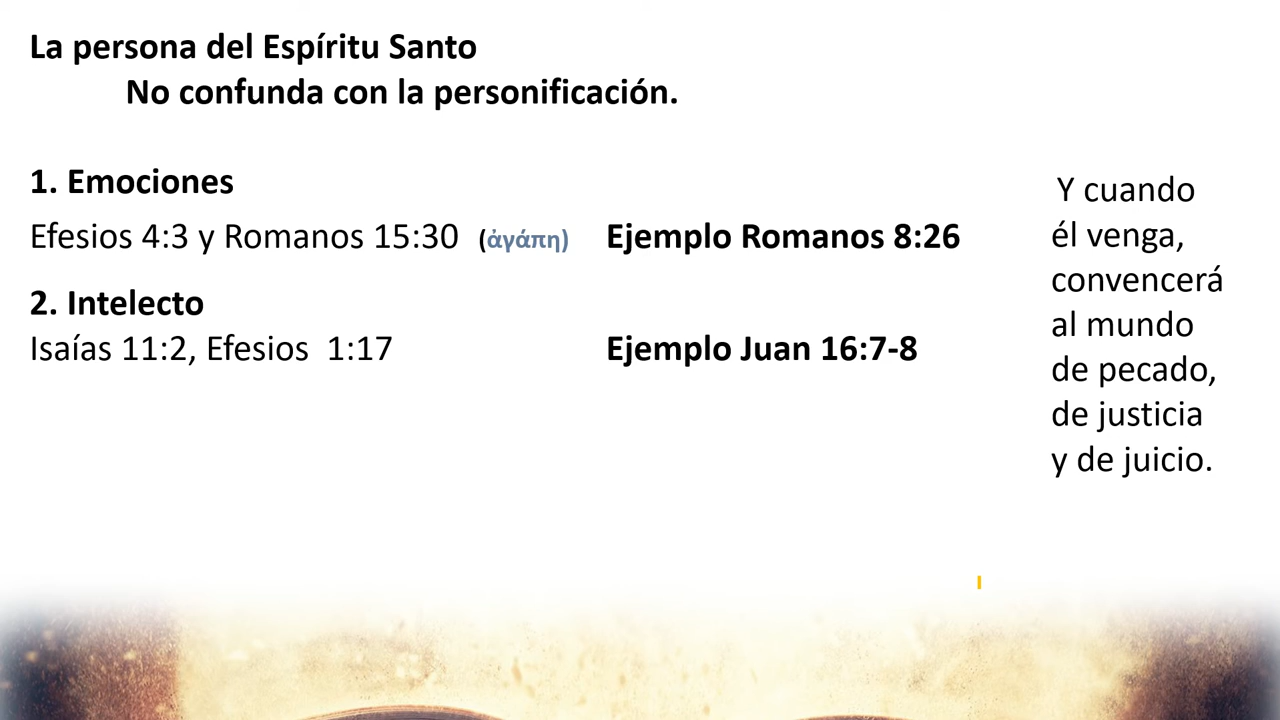 La persona del Espíritu Santo
No confunda con la personificación.
1. Emociones
Efesios 4:3 y Romanos 15:30 (ἀγάπη) Ejemplo Romanos 8:26
2. Intelecto
Isaías 11:2, Efesios 1:17 Ejemplo Juan 16:7-8
Y cuando
él venga,
convencerá
al mundo
de pecado,
de justicia
y de juicio.